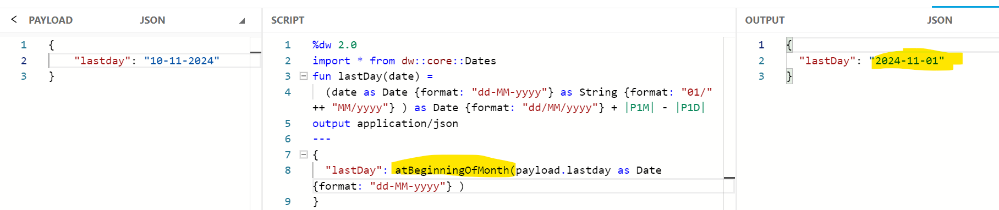 < PAYLOAD JSON
1 {
2 "lastday": "10-11-2024"
3 }
SCRIPT
1 %dw 2.0
2 import * from dw::core::Dates
3 fun lastDay(date) =
4 (date as Date {format: "dd-MM-yyyy"} as String {format: "01/"
++ "MM/yyyy"} ) as Date {format: "dd/MM/yyyy"} + |P1M| - |P1D|
5 output application/json
6 ---
7 {
8 "lastDay": atBeginningOfMonth(payload.lastday as Date
{format: "dd-MM-yyyy"} )
9 }
OUTPUT JSON
1 {
2 "lastDay": "2024-11-01"
3 }